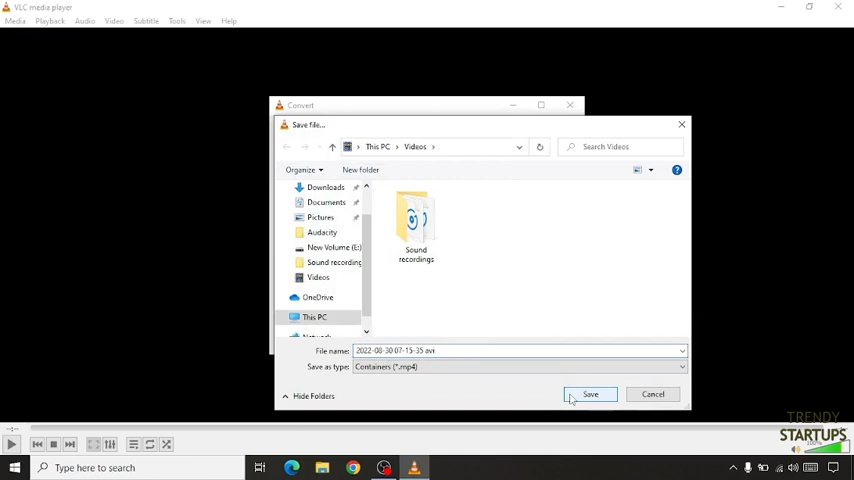 VLC media player
Media Playback Audio Video Subtitle Tools View Help
Convert
Save file...
This PC Videos
Search Videos
Organize New folder
Downloads
Documents
Pictures
Audacity
New Volume (E:)
Sound recording
Videos
OneDrive
This PC
Network
Sound
recordings
File name: 2022-08-30 07-15-35 avi
Save as type: Containers (*.mp4)
Hide Folders Save Cancel
TRENDY
STARTUPS
100%
Type here to search